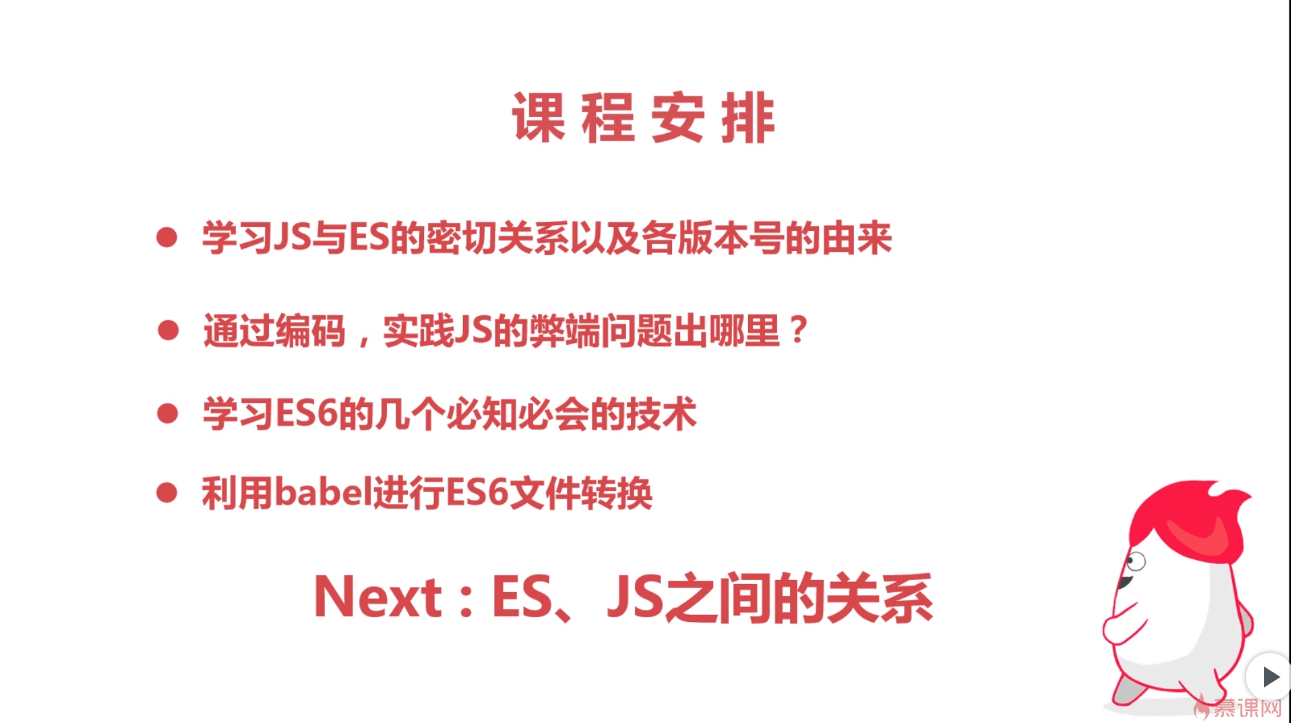 课程安排
学习JS与ES的密切关系以及各版本号的由来
通过编码，实践JS的弊端问题出哪里？
学习ES6的几个必知必会的技术
利用babel进行ES6文件转换
Next：ES、JS之间的关系
慕课网